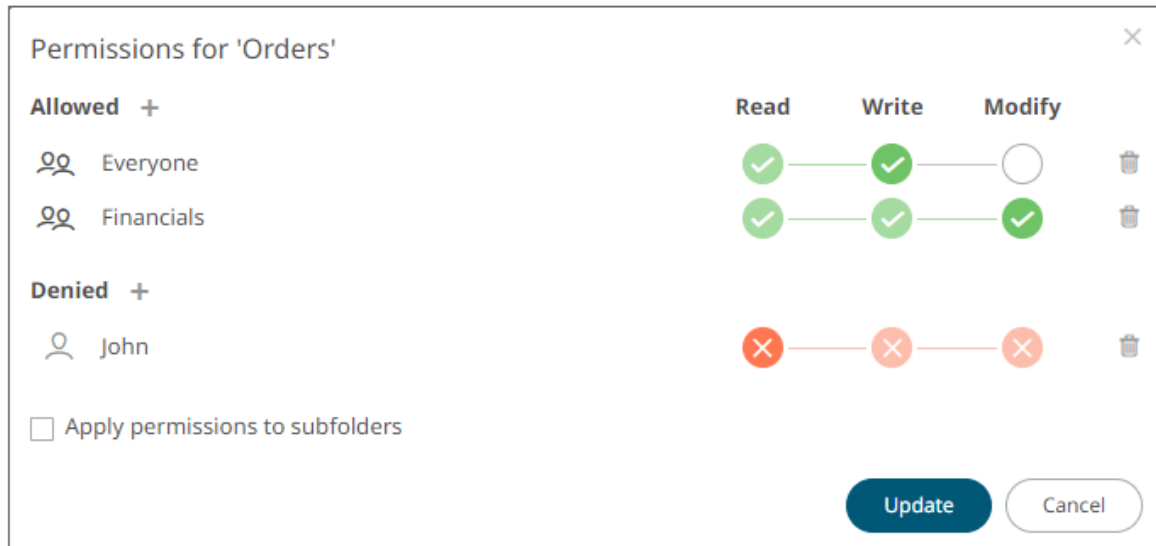 Permissions for 'Orders'
Allowed + Read Write Modify
Everyone
Financials
Denied +
John
Apply permissions to subfolders
Update Cancel